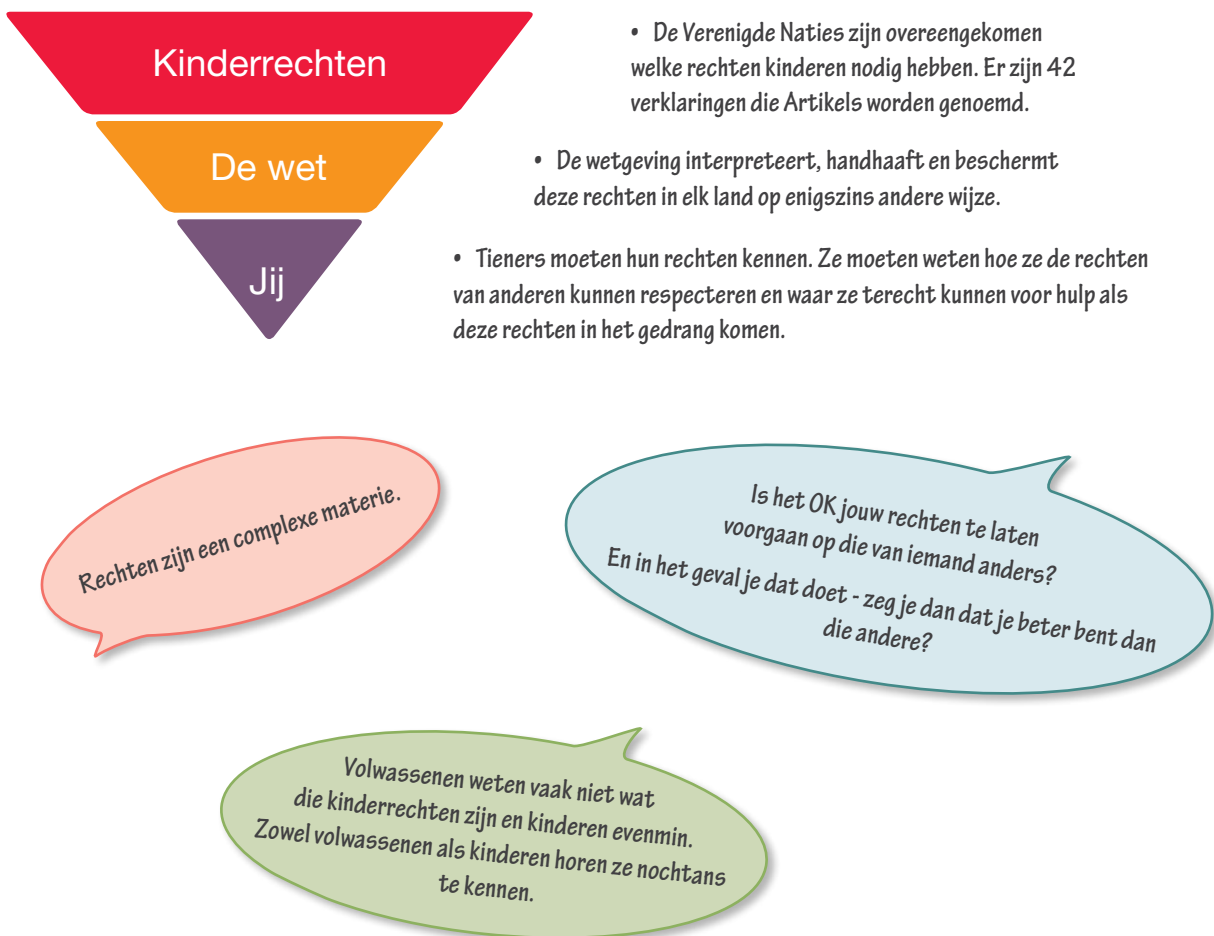 Kinderrechten
De wet
Jij
• De Verenigde Naties zijn overeengekomen
welke rechten kinderen nodig hebben. Er zijn 42
verklaringen die Artikels worden genoemd.
• De wetgeving interpreteert, handhaaft en beschermt
deze rechten in elk land op enigszins andere wijze.
• Tieners moeten hun rechten kennen. Ze moeten weten hoe ze de rechten
van anderen kunnen respecteren en waar ze terecht kunnen voor hulp als
deze rechten in het gedrang komen.
Rechten zijn een complexe materie.
Is het OK jouw rechten te laten
voorgaan op die van iemand anders?
En in het geval je dat doet - zeg je dan dat je beter bent dan
die andere?
Volwassenen weten vaak niet wat
die kinderrechten zijn en kinderen evenmin.
Zowel volwassenen als kinderen horen ze nochtans
te kennen.